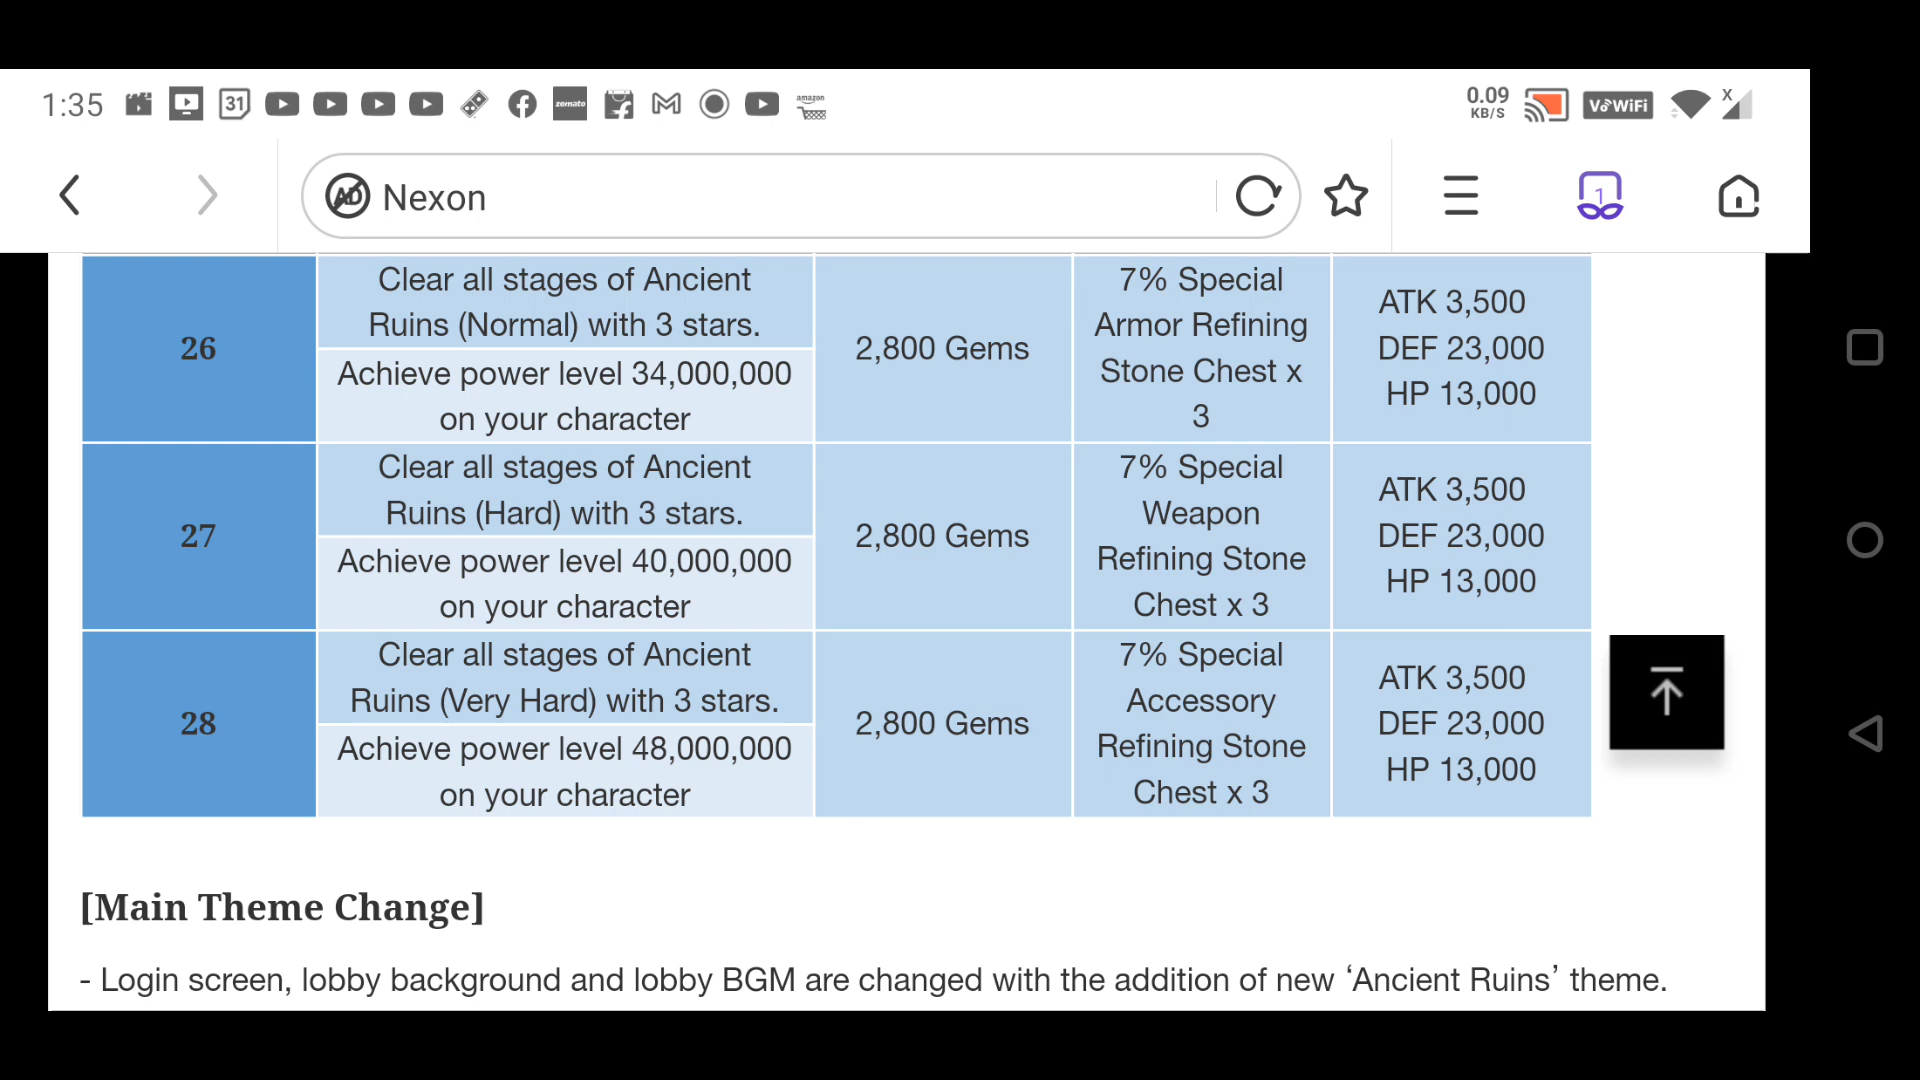 1:35
31
zomato
amazon
0.09
KB/S
VoWiFi
X
AD
Nexon
1
26
Clear all stages of Ancient
Ruins (Normal) with 3 stars.
Achieve power level 34,000,000
on your character
2,800 Gems
7% Special
Armor Refining
Stone Chest x
3
ATK 3,500
DEF 23,000
HP 13,000
27
Clear all stages of Ancient
Ruins (Hard) with 3 stars.
Achieve power level 40,000,000
on your character
2,800 Gems
7% Special
Weapon
Refining Stone
Chest x 3
ATK 3,500
DEF 23,000
HP 13,000
28
Clear all stages of Ancient
Ruins (Very Hard) with 3 stars.
Achieve power level 48,000,000
on your character
2,800 Gems
7% Special
Accessory
Refining Stone
Chest x 3
ATK 3,500
DEF 23,000
HP 13,000
[Main Theme Change]
- Login screen, lobby background and lobby BGM are changed with the addition of new ‘Ancient Ruins’ theme.